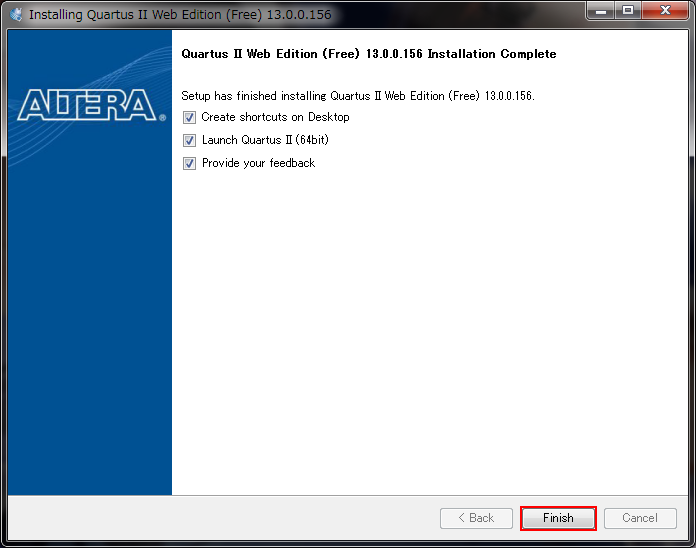 Installing Quartus II Web Edition (Free) 13.0.0.156
Quartus II Web Edition (Free) 13.0.0.156 Installation Complete
ALTERA®
Setup has finished installing Quartus II Web Edition (Free) 13.0.0.156.
Create shortcuts on Desktop
Launch Quartus II (64bit)
Provide your feedback
< Back
Finish
Cancel